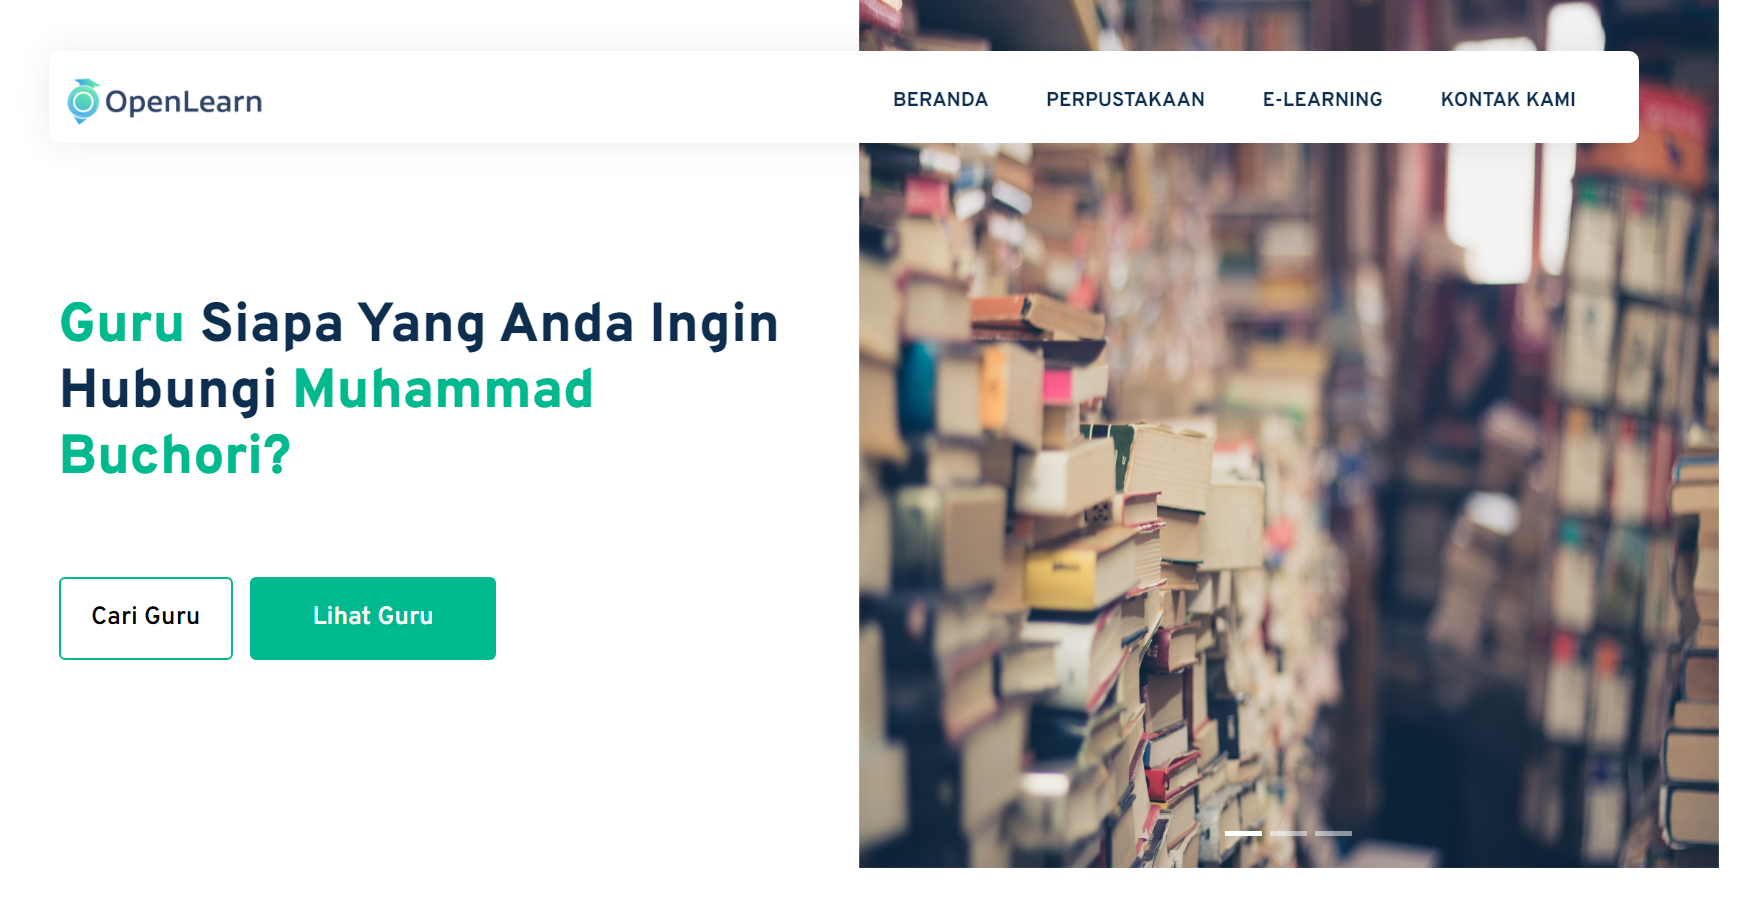 OpenLearn
BERANDA
PERPUSTAKAAN
E-LEARNING
KONTAK KAMI
Guru Siapa Yang Anda Ingin
Hubungi Muhammad
Buchori?
Cari Guru
Lihat Guru